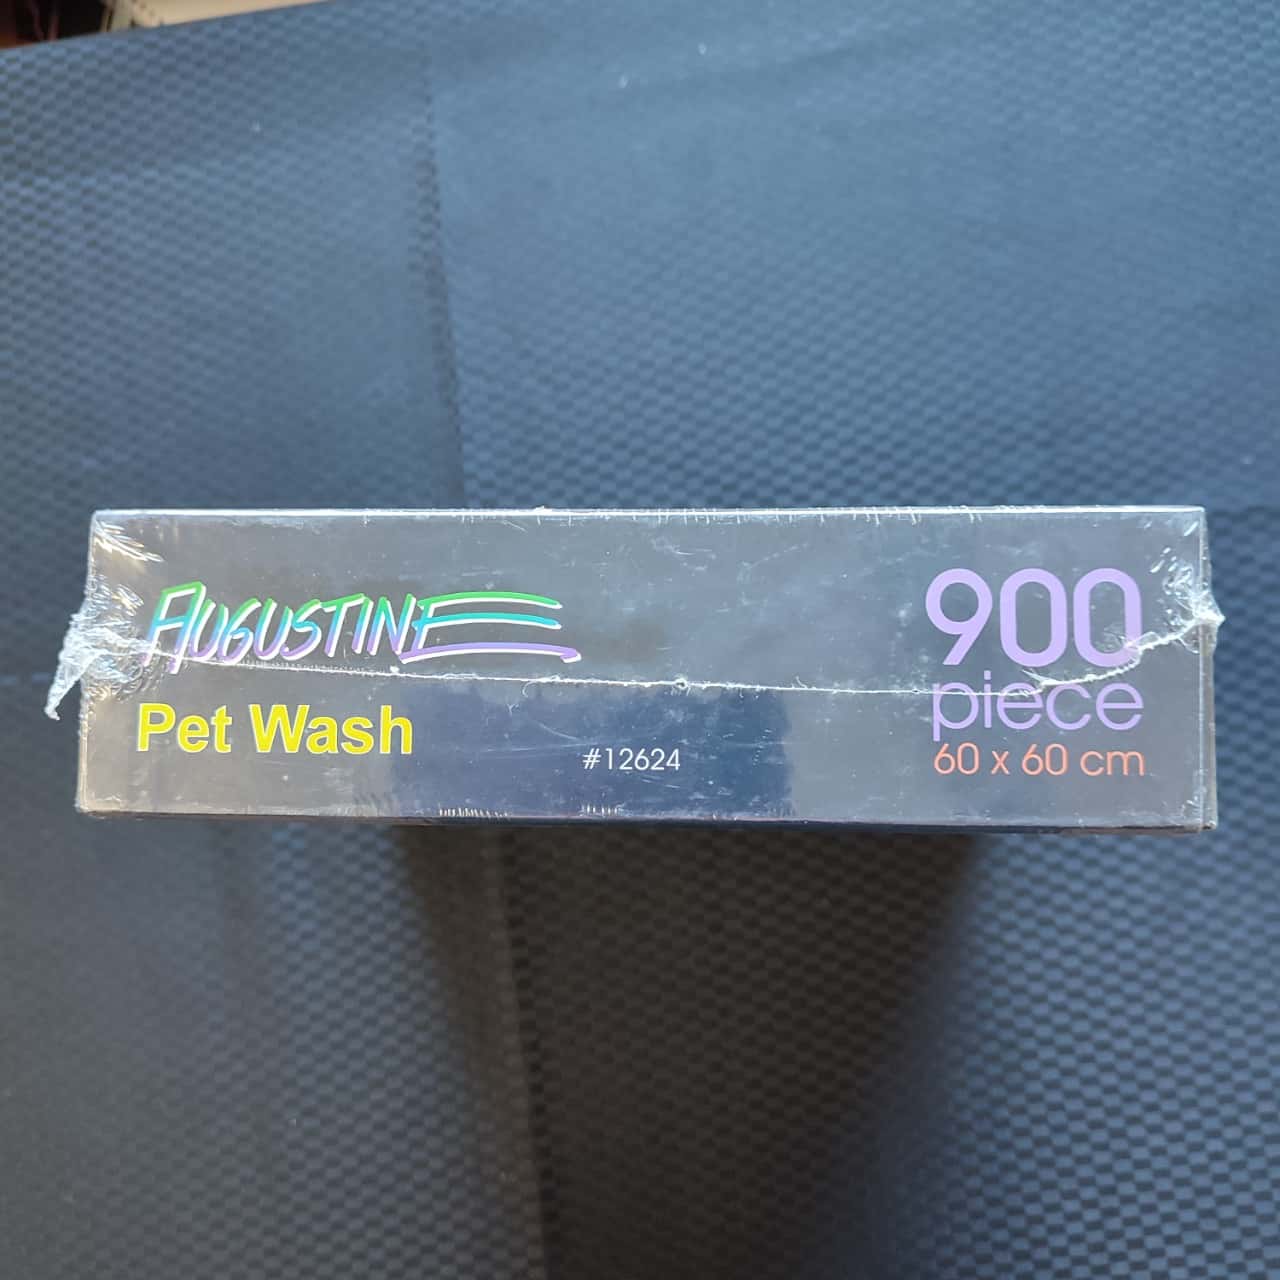 AUGUSTINE
Pet Wash
#12624
900
piece
60 x 60 cm